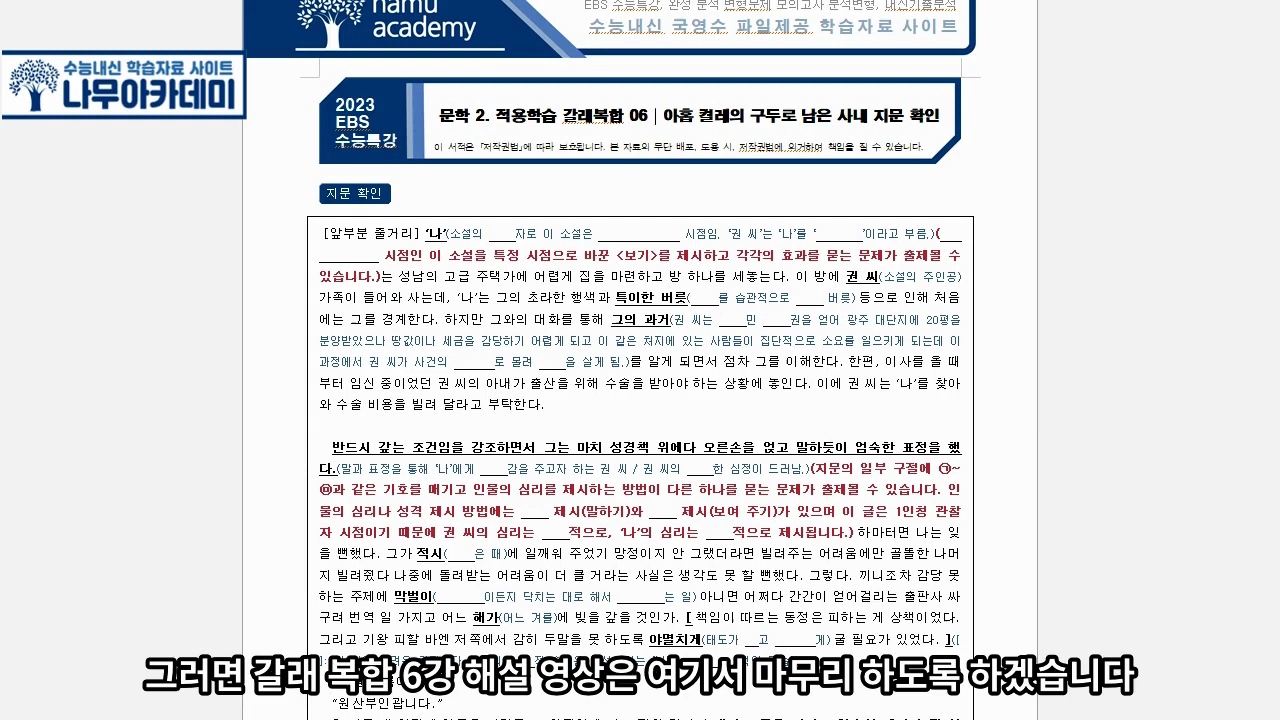 namu
academy
EBS 수능특강, 완성 분석 변형문제 모의고사 분석변형, 내신기출분석
수능내신 국영수 파일제공 학습자료 사이트
수능내신 학습자료 사이트
나무아카데미
2023
EBS
수능특강
문학 2. 적용학습 갈래복합 06 | 아홉 켤레의 구두로 남은 사내 지문 확인
이 서적은 「저작권법」에 따라 보호됩니다. 본 자료의 무단 배포, 도용 시, 저작권법에 의거하여 책임을 질 수 있습니다.
지문 확인
[앞부분 줄거리] ‘나’(소설의 ____자로 이 소설은 ____________ 시점임. ‘권 씨’는 ‘나’를 ‘_______’이라고 부름.)(___
_________ 시점인 이 소설을 특정 시점으로 바꾼 <보기>를 제시하고 각각의 효과를 묻는 문제가 출제될 수
있습니다.)는 성남의 고급 주택가에 어렵게 집을 마련하고 방 하나를 세놓는다. 이 방에 권 씨(소설의 주인공)
가족이 들어와 사는데, ‘나’는 그의 초라한 행색과 특이한 버릇(____를 습관적으로 ____ 버릇) 등으로 인해 처음
에는 그를 경계한다. 하지만 그와의 대화를 통해 그의 과거(권 씨는 ____민 ____권을 얻어 광주 대단지에 20평을
분양받았으나 땅값이나 세금을 감당하기 어렵게 되고 이 같은 처지에 있는 사람들이 집단적으로 소요를 일으키게 되는데 이
과정에서 권 씨가 사건의 ______로 몰려 ____을 살게 됨.)를 알게 되면서 점차 그를 이해한다. 한편, 이사를 올 때
부터 임신 중이었던 권 씨의 아내가 출산을 위해 수술을 받아야 하는 상황에 놓인다. 이에 권 씨는 ‘나’를 찾아
와 수술 비용을 빌려 달라고 부탁한다.
반드시 갚는 조건임을 강조하면서 그는 마치 성경책 위에다 오른손을 얹고 말하듯이 엄숙한 표정을 했
다.(말과 표정을 통해 ‘나’에게 ____감을 주고자 하는 권 씨 / 권 씨의 ____한 심정이 드러남.)(지문의 일부 구절에 ㉠~
㉤과 같은 기호를 매기고 인물의 심리를 제시하는 방법이 다른 하나를 묻는 문제가 출제될 수 있습니다. 인
물의 심리나 성격 제시 방법에는 ____ 제시(말하기)와 ____ 제시(보여 주기)가 있으며 이 글은 1인칭 관찰
자 시점이기 때문에 권 씨의 심리는 ____적으로, ‘나’의 심리는 ____적으로 제시됩니다.) 하마터면 나는 잊
을 뻔했다. 그가 적시(____은 때)에 일깨워 주었기 망정이지 안 그랬더라면 빌려주는 어려움에만 골똘한 나머
지 빌려줬다 나중에 돌려받는 어려움이 더 클 거라는 사실은 생각도 못 할 뻔했다. 그렇다. 끼니조차 감당 못
하는 주제에 막벌이(_______이든지 닥치는 대로 해서 _______는 일) 아니면 어쩌다 간간이 얻어걸리는 출판사 싸
구려 번역 일 가지고 어느 해가(어느 겨를)에 빚을 갚을 것인가. [ 책임이 따르는 동정은 피하는 게 상책이었다.
그리고 기왕 피할 바엔 저쪽에서 감히 두말을 못 하도록 야멸치게(태도가 __고 ______게) 굴 필요가 있었다. ]([
그러면 갈래 복합 6강 해설 영상은 여기서 마무리 하도록 하겠습니다
“원산부인관니다.”